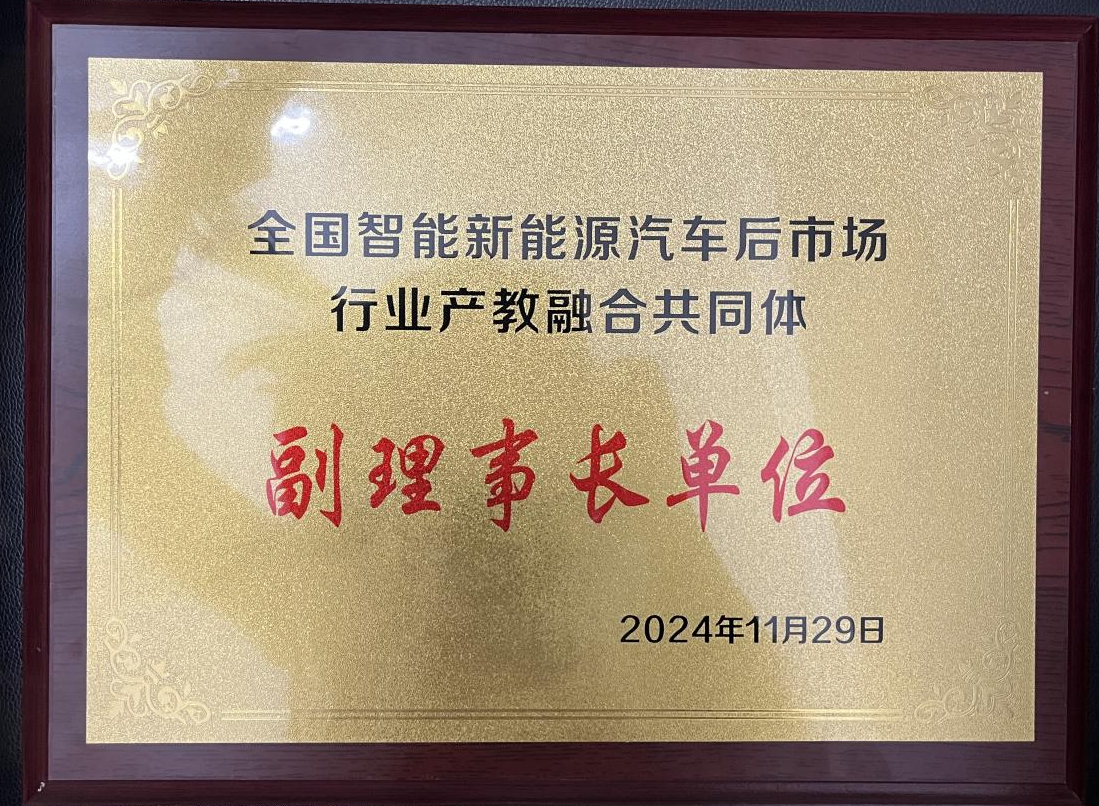 全国智能新能源汽车后市场
行业产教融合共同体
副理事长单位
2024年11月29日